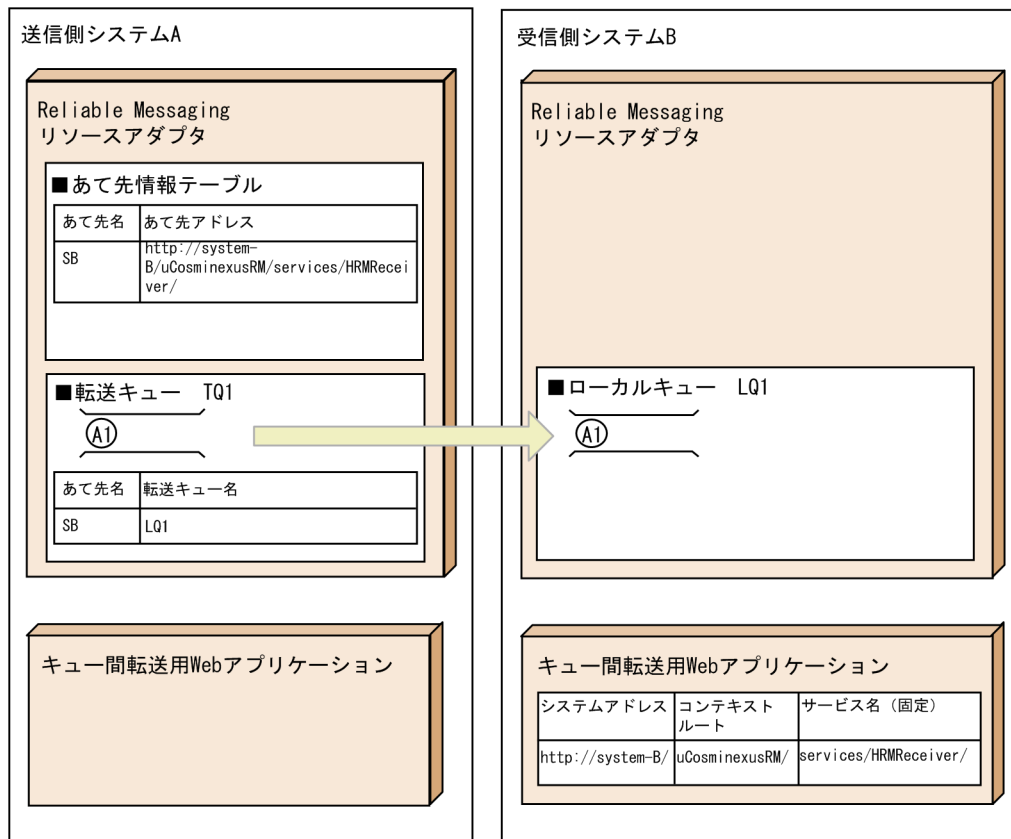 送信側システムA
Reliable Messaging
リソースアダプタ
■あて先情報テーブル
あて先名 あて先アドレス
SB
http://system-
B/uCosminexusRM/services/HRMRecei
ver/
■転送キュー TQ1
A1
あて先名 転送キュー名
SB LQ1
キュー間転送用Webアプリケーション
受信側システムB
Reliable Messaging
リソースアダプタ
■ローカルキュー LQ1
A1
キュー間転送用Webアプリケーション
システムアドレス コンテキスト サービス名（固定）
ルート
http://system-B/ uCosminexusRM/ services/HRMReceiver/